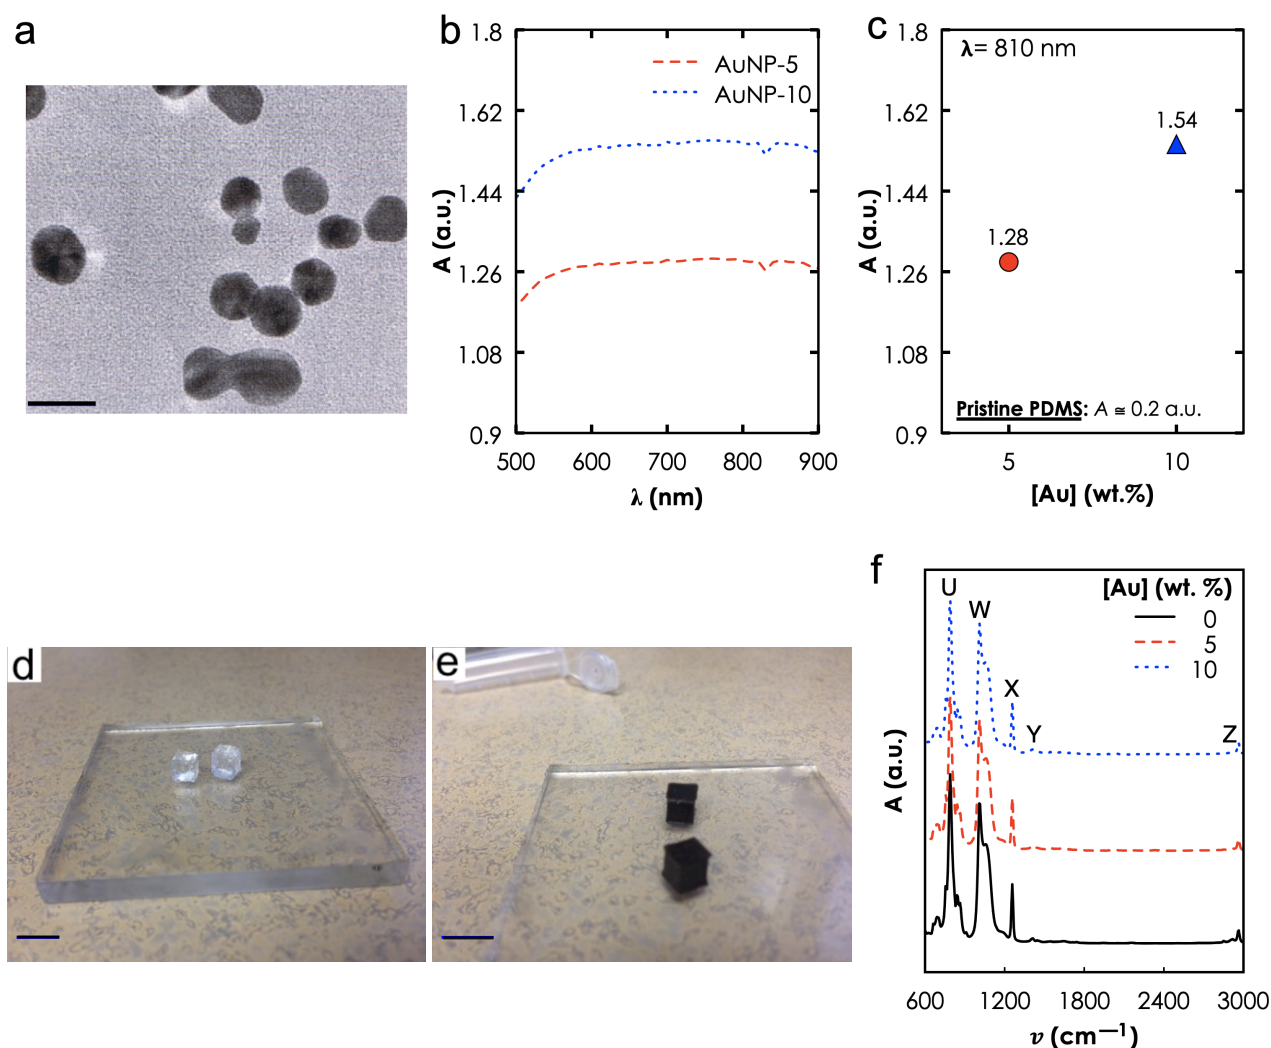 a
b
1.8
1.62
1.44
1.26
1.08
0.9
A (a.u.)
AuNP-5
AuNP-10
500 600 700 800 900
λ (nm)
c
1.8
1.62
1.44
1.26
1.08
0.9
A (a.u.)
λ= 810 nm
1.54
1.28
Pristine PDMS: A ≅ 0.2 a.u.
5 10
[Au] (wt.%)
d
e
f
A (a.u.)
[Au] (wt. %)
0
5
10
U
W
X
Y
Z
600 1200 1800 2400 3000
ν (cm⁻¹)